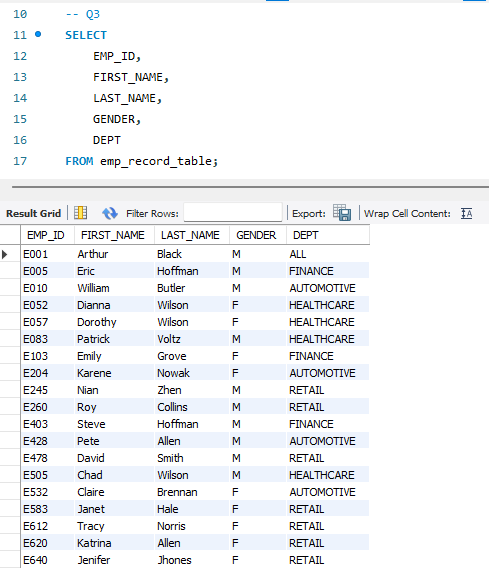 10 -- Q3
11 SELECT
12 EMP_ID,
13 FIRST_NAME,
14 LAST_NAME,
15 GENDER,
16 DEPT
17 FROM emp_record_table;
Result Grid Filter Rows: Export: Wrap Cell Content: IA
EMP_ID FIRST_NAME LAST_NAME GENDER DEPT
E001 Arthur Black M ALL
E005 Eric Hoffman M FINANCE
E010 William Butler M AUTOMOTIVE
E052 Dianna Wilson F HEALTHCARE
E057 Dorothy Wilson F HEALTHCARE
E083 Patrick Voltz M HEALTHCARE
E103 Emily Grove F FINANCE
E204 Karene Nowak F AUTOMOTIVE
E245 Nian Zhen M RETAIL
E260 Roy Collins M RETAIL
E403 Steve Hoffman M FINANCE
E428 Pete Allen M AUTOMOTIVE
E478 David Smith M RETAIL
E505 Chad Wilson M HEALTHCARE
E532 Claire Brennan F AUTOMOTIVE
E583 Janet Hale F RETAIL
E612 Tracy Norris F RETAIL
E620 Katrina Allen F RETAIL
E640 Jenifer Jhones F RETAIL